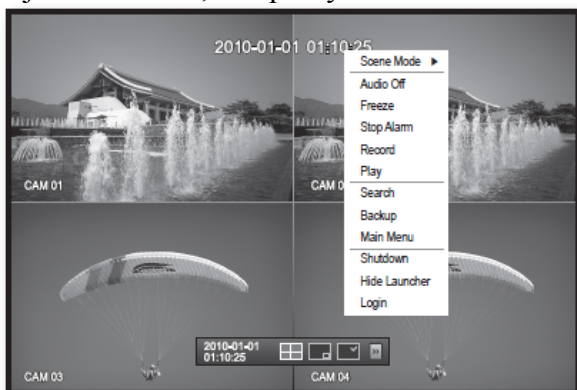 2010-01-01 01:10:25
Scene Mode
Audio Off
Freeze
Stop Alarm
Record
Play
Search
Backup
Main Menu
Shutdown
Hide Launcher
Login
CAM 01
CAM 0
2010-01-01
01:10:25
CAM 03
CAM 04